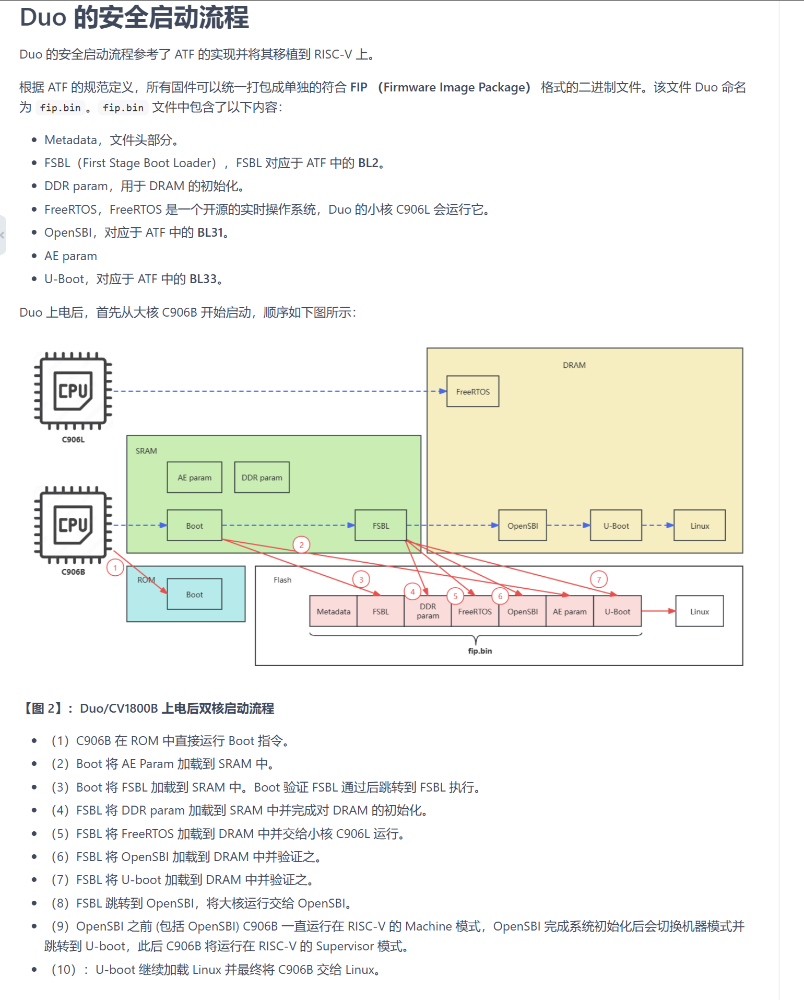 Duo 的安全启动流程
Duo 的安全启动流程参考了 ATF 的实现并将其移植到 RISC-V 上。
根据 ATF 的规范定义，所有固件可以统一打包成单独的符合 FIP （Firmware Image Package） 格式的二进制文件。该文件 Duo 命名
为 fip.bin 。 fip.bin 文件中包含了以下内容：
Metadata，文件头部分。
FSBL（First Stage Boot Loader），FSBL 对应于 ATF 中的 BL2。
DDR param，用于 DRAM 的初始化。
FreeRTOS，FreeRTOS 是一个开源的实时操作系统，Duo 的小核 C906L 会运行它。
OpenSBI，对应于 ATF 中的 BL31。
AE param
U-Boot，对应于 ATF 中的 BL33。
Duo 上电后，首先从大核 C906B 开始启动，顺序如下图所示：
DRAM
CPU
FreeRTOS
C906L
SRAM
AE param
DDR param
CPU
Boot
FSBL
OpenSBI
U-Boot
Linux
2
C906B
1
ROM
Boot
Flash
3
4
5
6
7
Metadata
FSBL
DDR
param
FreeRTOS
OpenSBI
AE param
U-Boot
Linux
fip.bin
【图 2】：Duo/CV1800B 上电后双核启动流程
（1）C906B 在 ROM 中直接运行 Boot 指令。
（2）Boot 将 AE Param 加载到 SRAM 中。
（3）Boot 将 FSBL 加载到 SRAM 中。Boot 验证 FSBL 通过后跳转到 FSBL 执行。
（4）FSBL 将 DDR param 加载到 SRAM 中并完成对 DRAM 的初始化。
（5）FSBL 将 FreeRTOS 加载到 DRAM 中并交给小核 C906L 运行。
（6）FSBL 将 OpenSBI 加载到 DRAM 中并验证之。
（7）FSBL 将 U-boot 加载到 DRAM 中并验证之。
（8）FSBL 跳转到 OpenSBI，将大核运行交给 OpenSBI。
（9）OpenSBI 之前 (包括 OpenSBI) C906B 一直运行在 RISC-V 的 Machine 模式，OpenSBI 完成系统初始化后会切换机器模式并
跳转到 U-boot，此后 C906B 将运行在 RISC-V 的 Supervisor 模式。
（10）：U-boot 继续加载 Linux 并最终将 C906B 交给 Linux。